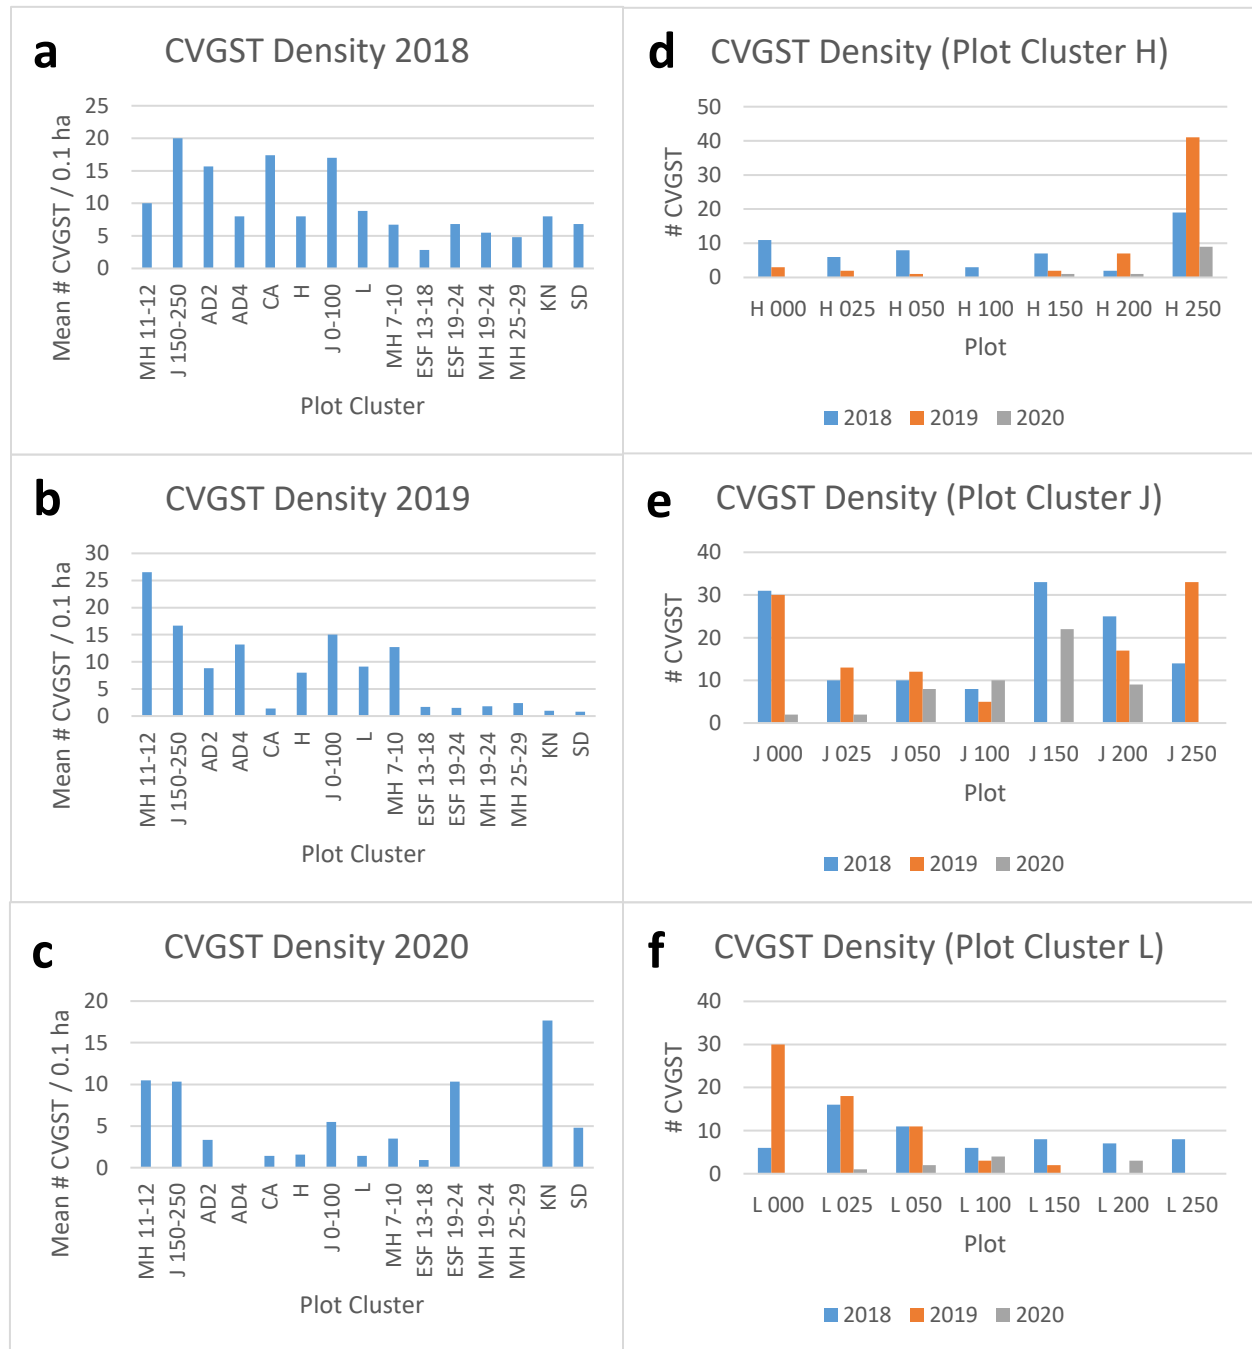 a
CVGST Density 2018
Mean # CVGST / 0.1 ha
25
20
15
10
5
0
MH 11-12
J 150-250
AD2
AD4
CA
H
J 0-100
L
MH 7-10
ESF 13-18
ESF 19-24
MH 19-24
MH 25-29
KN
SD
Plot Cluster
b
CVGST Density 2019
Mean # CVGST / 0.1 ha
30
25
20
15
10
5
0
MH 11-12
J 150-250
AD2
AD4
CA
H
J 0-100
L
MH 7-10
ESF 13-18
ESF 19-24
MH 19-24
MH 25-29
KN
SD
Plot Cluster
c
CVGST Density 2020
Mean # CVGST / 0.1 ha
20
15
10
5
0
MH 11-12
J 150-250
AD2
AD4
CA
H
J 0-100
L
MH 7-10
ESF 13-18
ESF 19-24
MH 19-24
MH 25-29
KN
SD
Plot Cluster
d
CVGST Density (Plot Cluster H)
# CVGST
50
40
30
20
10
0
H 000 H 025 H 050 H 100 H 150 H 200 H 250
Plot
2018 2019 2020
e
CVGST Density (Plot Cluster J)
# CVGST
40
30
20
10
0
J 000 J 025 J 050 J 100 J 150 J 200 J 250
Plot
2018 2019 2020
f
CVGST Density (Plot Cluster L)
# CVGST
40
30
20
10
0
L 000 L 025 L 050 L 100 L 150 L 200 L 250
Plot
2018 2019 2020